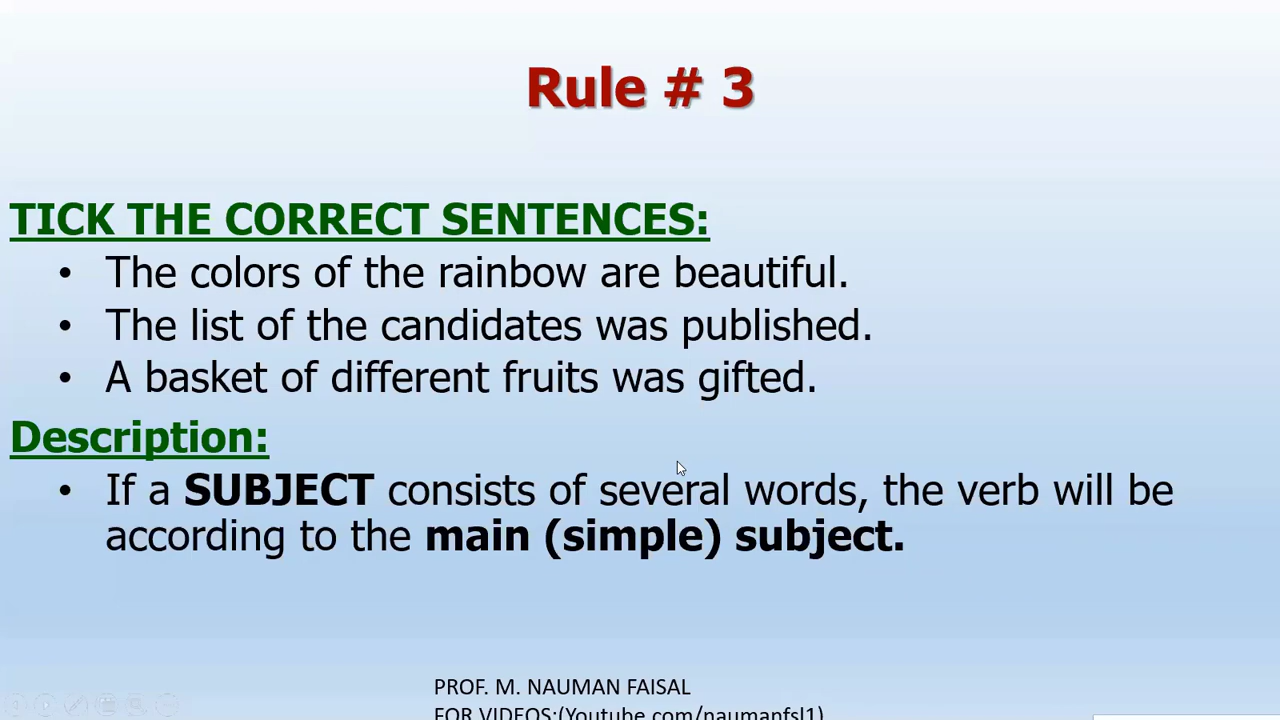 Rule # 3
TICK THE CORRECT SENTENCES:
• The colors of the rainbow are beautiful.
• The list of the candidates was published.
• A basket of different fruits was gifted.
Description:
• If a SUBJECT consists of several words, the verb will be
according to the main (simple) subject.
PROF. M. NAUMAN FAISAL
FOR VIDEOS:(Youtube.com/naumanfsl1)